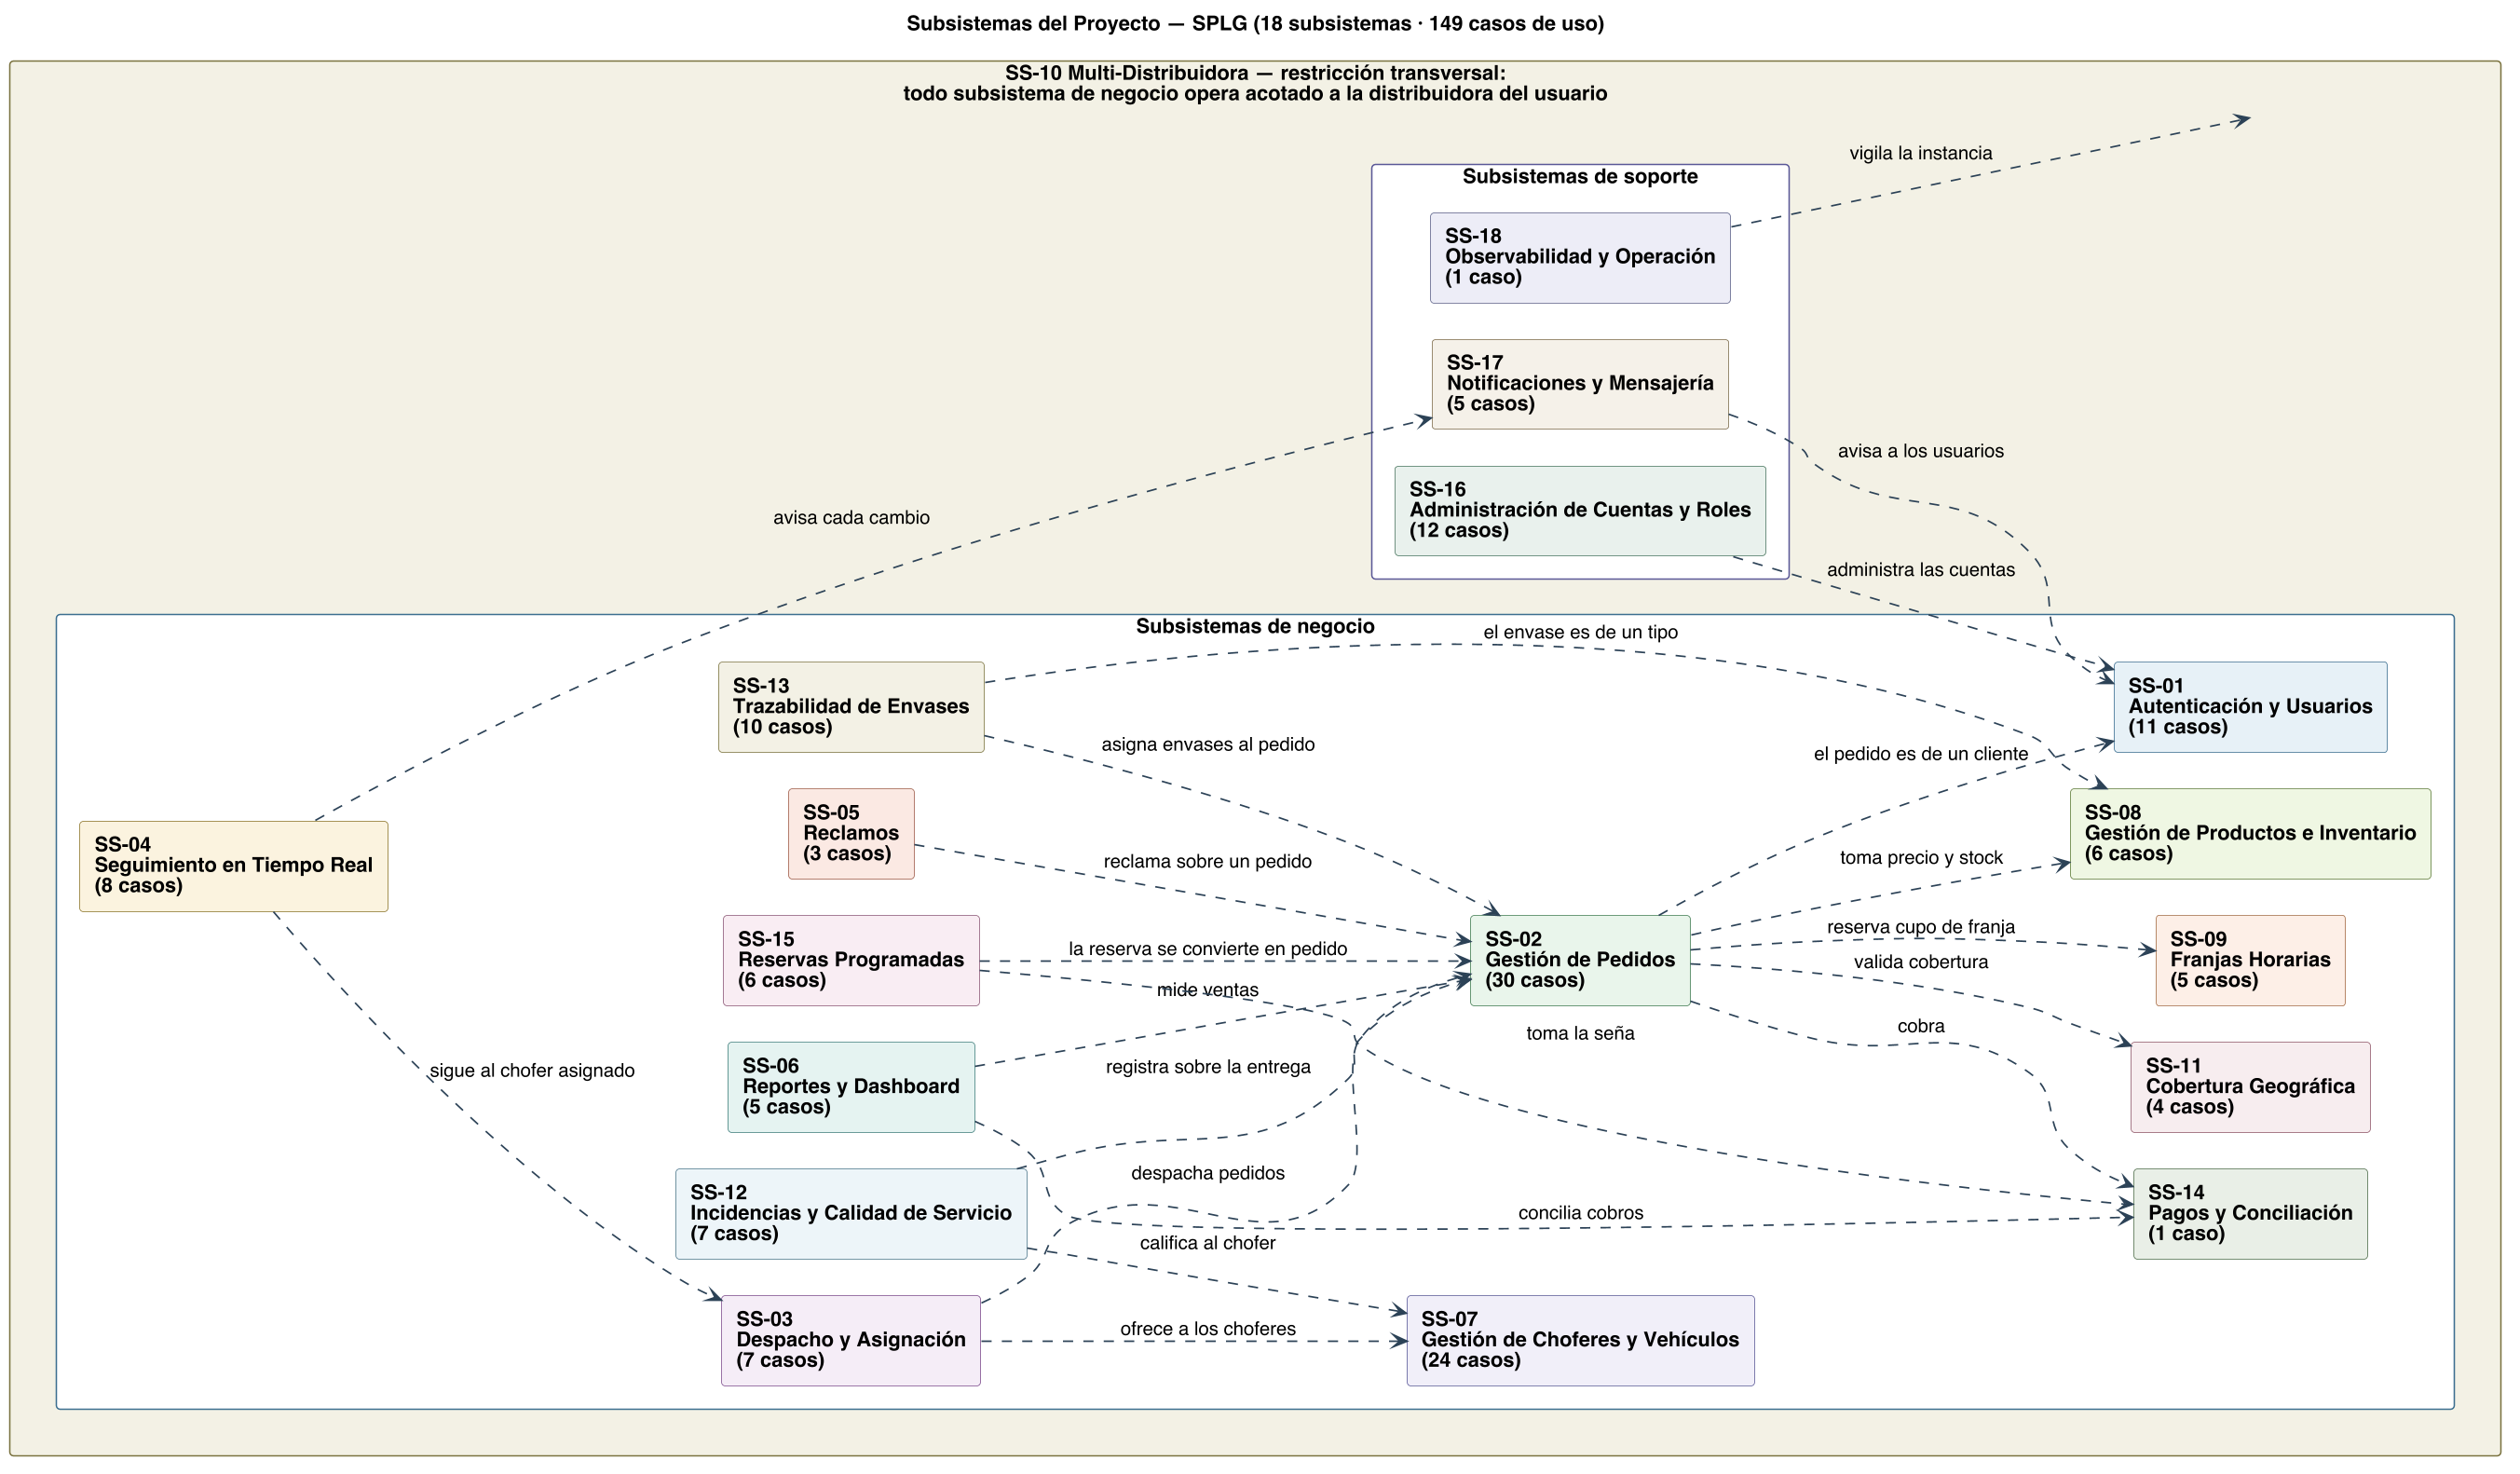 Subsistemas del Proyecto — SPLG (18 subsistemas · 149 casos de uso)
SS-10 Multi-Distribuidora — restricción transversal:
todo subsistema de negocio opera acotado a la distribuidora del usuario
vigila la instancia
Subsistemas de soporte
SS-18
Observabilidad y Operación
(1 caso)
SS-17
Notificaciones y Mensajería
(5 casos)
avisa a los usuarios
SS-16
Administración de Cuentas y Roles
(12 casos)
avisa cada cambio
administra las cuentas
Subsistemas de negocio
el envase es de un tipo
SS-13
Trazabilidad de Envases
(10 casos)
SS-01
Autenticación y Usuarios
(11 casos)
asigna envases al pedido
el pedido es de un cliente
SS-05
Reclamos
(3 casos)
SS-08
Gestión de Productos e Inventario
(6 casos)
SS-04
Seguimiento en Tiempo Real
(8 casos)
reclama sobre un pedido
toma precio y stock
SS-15
Reservas Programadas
(6 casos)
la reserva se convierte en pedido
SS-02
Gestión de Pedidos
(30 casos)
reserva cupo de franja
SS-09
Franjas Horarias
(5 casos)
valida cobertura
mide ventas
toma la seña
cobra
SS-06
Reportes y Dashboard
(5 casos)
registra sobre la entrega
SS-11
Cobertura Geográfica
(4 casos)
sigue al chofer asignado
SS-12
Incidencias y Calidad de Servicio
(7 casos)
despacha pedidos
concilia cobros
SS-14
Pagos y Conciliación
(1 caso)
califica al chofer
SS-03
Despacho y Asignación
(7 casos)
ofrece a los choferes
SS-07
Gestión de Choferes y Vehículos
(24 casos)